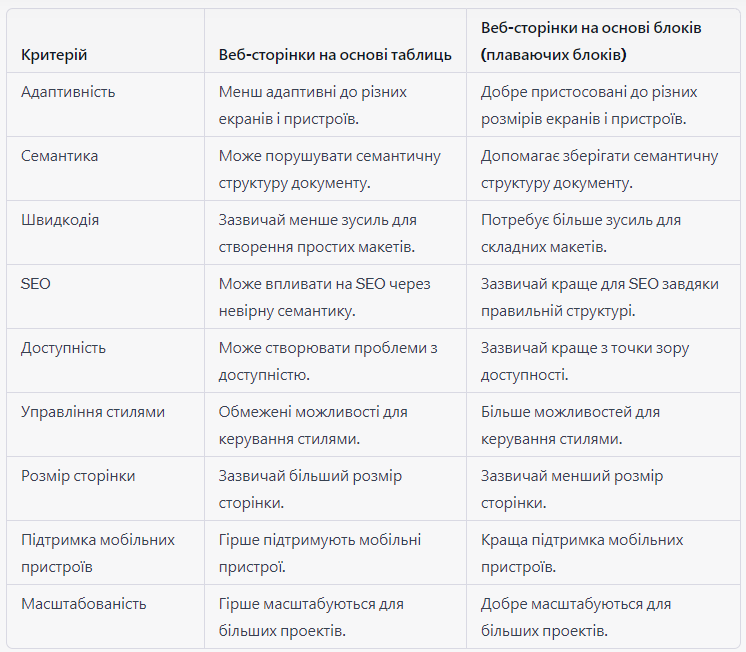 Критерій
Веб-сторінки на основі таблиць
Веб-сторінки на основі блоків
(плаваючих блоків)
Адаптивність
Менш адаптивні до різних
екранів і пристроїв.
Добре пристосовані до різних
розмірів екранів і пристроїв.
Семантика
Може порушувати семантичну
структуру документу.
Допомагає зберігати семантичну
структуру документу.
Швидкодія
Зазвичай менше зусиль для
створення простих макетів.
Потребує більше зусиль для
складних макетів.
SEO
Може впливати на SEO через
невірну семантику.
Зазвичай краще для SEO завдяки
правильній структурі.
Доступність
Може створювати проблеми з
доступністю.
Зазвичай краще з точки зору
доступності.
Управління стилями
Обмежені можливості для
керування стилями.
Більше можливостей для
керування стилями.
Розмір сторінки
Зазвичай більший розмір
сторінки.
Зазвичай менший розмір
сторінки.
Підтримка мобільних
пристроїв
Гірше підтримують мобільні
пристрої.
Краща підтримка мобільних
пристроїв.
Масштабованість
Гірше масштабуються для
більших проектів.
Добре масштабуються для
більших проектів.